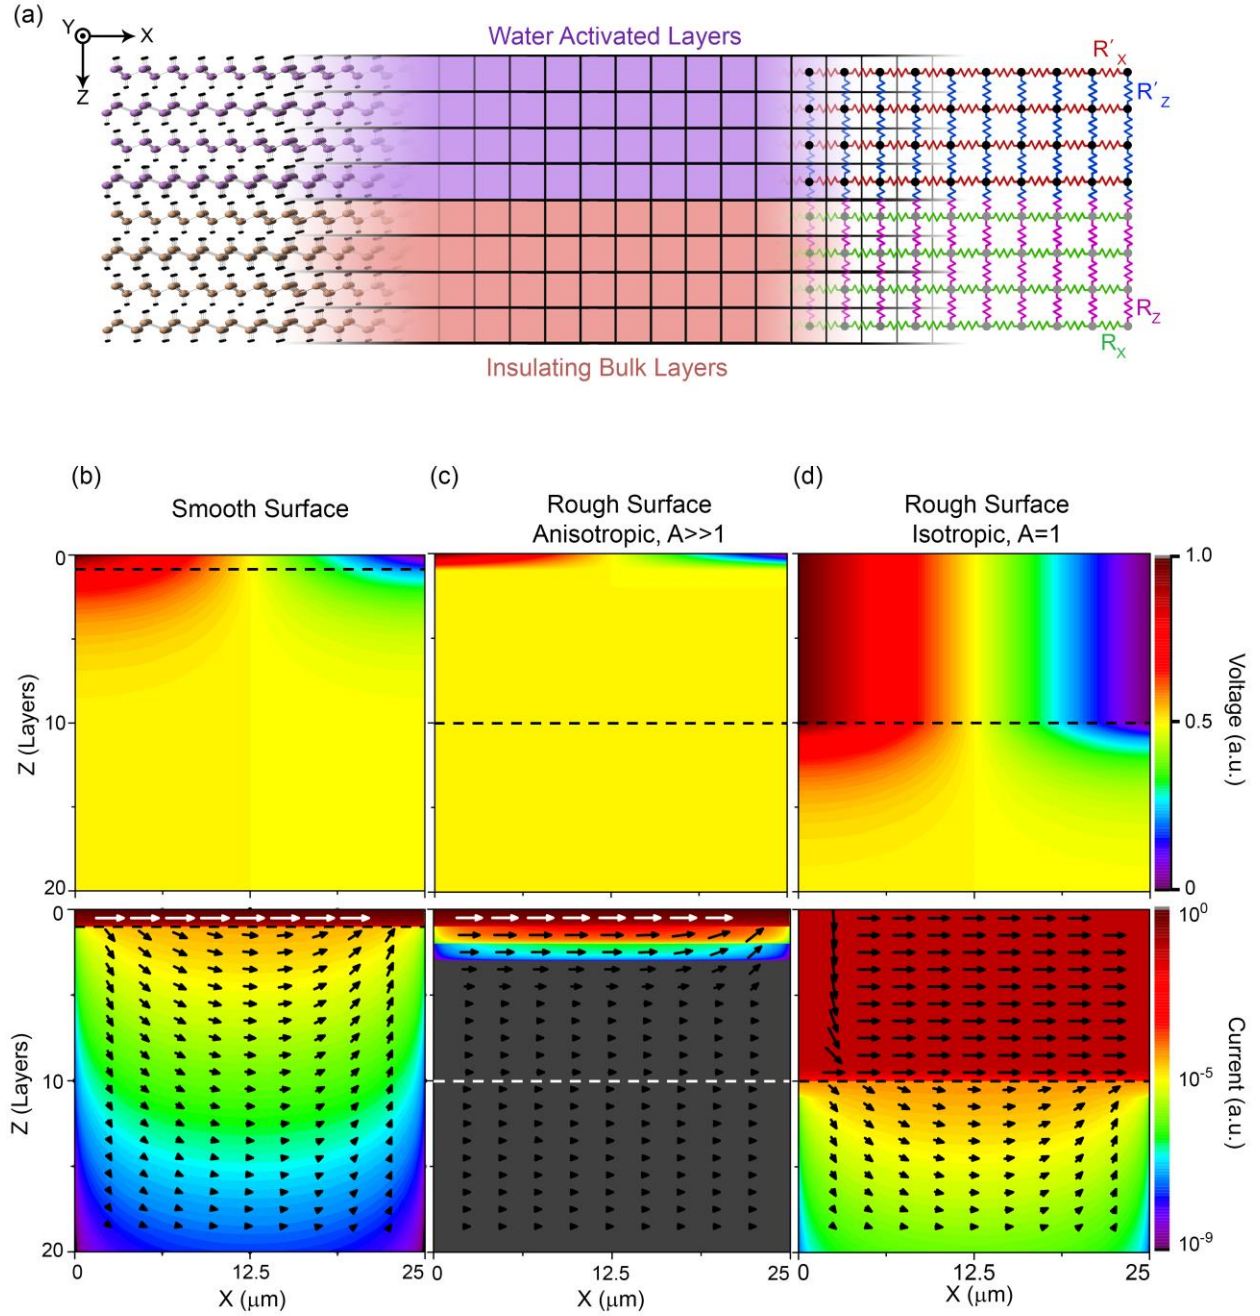 (a)
Y
X
Z
Water Activated Layers
R′X
R′Z
RZ
RX
Insulating Bulk Layers
(b)
Smooth Surface
(c)
Rough Surface
Anisotropic, A>>1
(d)
Rough Surface
Isotropic, A=1
0
10
20
Z (Layers)
1.0
0.5
0
Voltage (a.u.)
0
10
20
Z (Layers)
10^0
10^-5
10^-9
Current (a.u.)
0 12.5 25
X (μm)
0 12.5 25
X (μm)
0 12.5 25
X (μm)